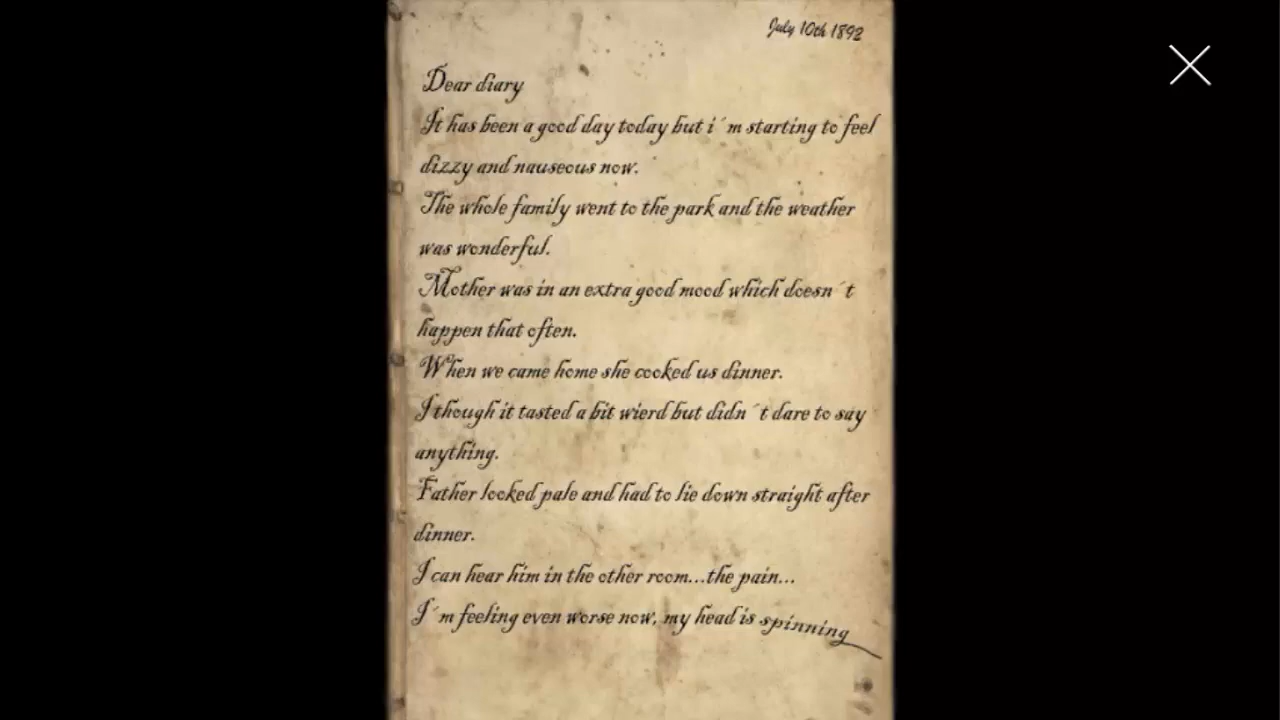 July 10th 1892
Dear diary
It has been a good day today but i´m starting to feel
dizzy and nauseous now.
The whole family went to the park and the weather
was wonderful.
Mother was in an extra good mood which doesn´t
happen that often.
When we came home she cooked us dinner.
I though it tasted a bit wierd but didn´t dare to say
anything.
Father looked pale and had to lie down straight after
dinner.
I can hear him in the other room...the pain...
I´m feeling even worse now, my head is spinning